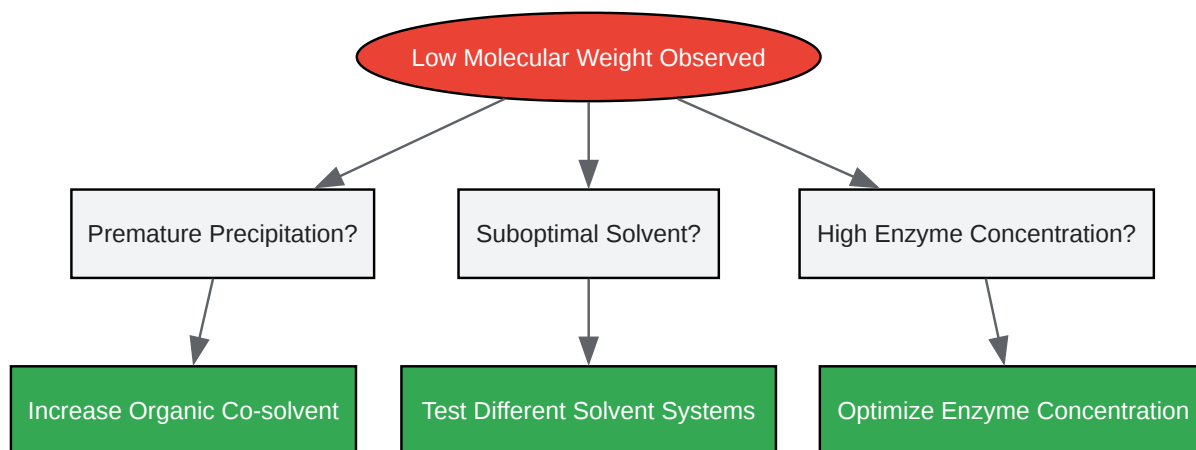 Low Molecular Weight Observed
Premature Precipitation?
Suboptimal Solvent?
High Enzyme Concentration?
Increase Organic Co-solvent
Test Different Solvent Systems
Optimize Enzyme Concentration